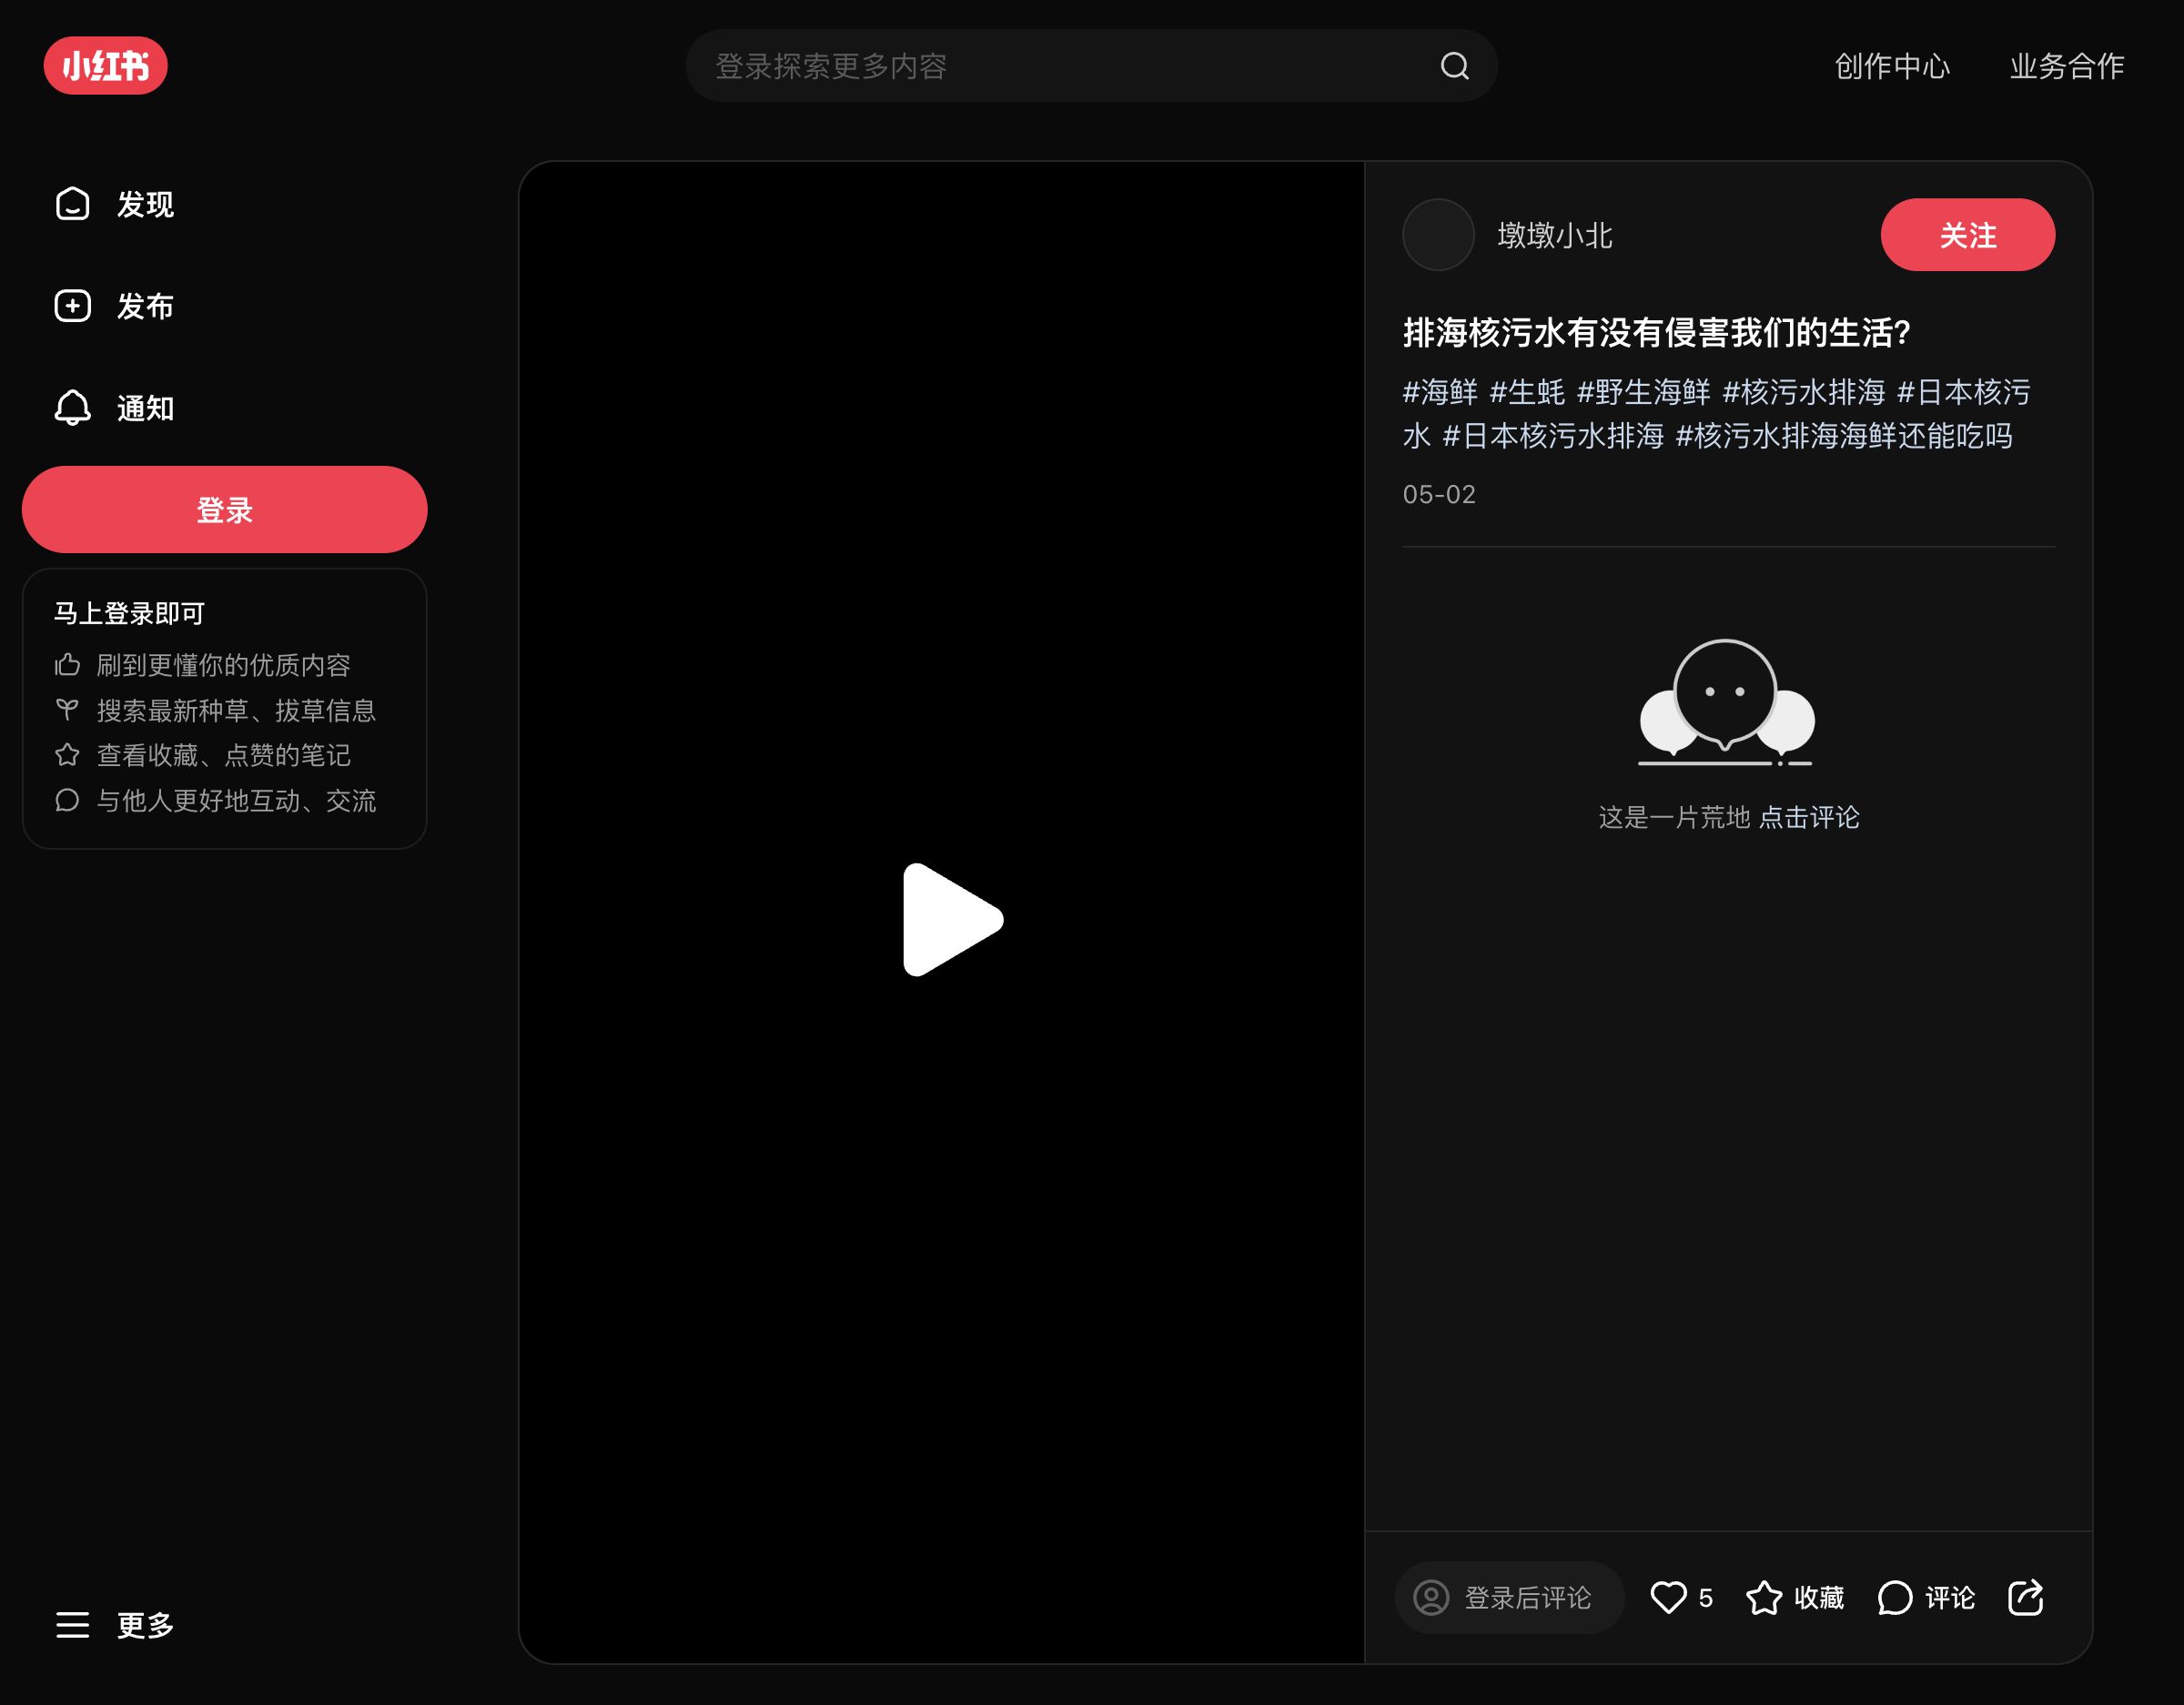 小红书
登录探索更多内容
创作中心
业务合作
发现
发布
通知
登录
马上登录即可
刷到更懂你的优质内容
搜索最新种草、拔草信息
查看收藏、点赞的笔记
与他人更好地互动、交流
更多
墩墩小北
关注
排海核污水有没有侵害我们的生活?
#海鲜 #生蚝 #野生海鲜 #核污水排海 #日本核污
水 #日本核污水排海 #核污水排海海鲜还能吃吗
05-02
这是一片荒地 点击评论
登录后评论
5
收藏
评论